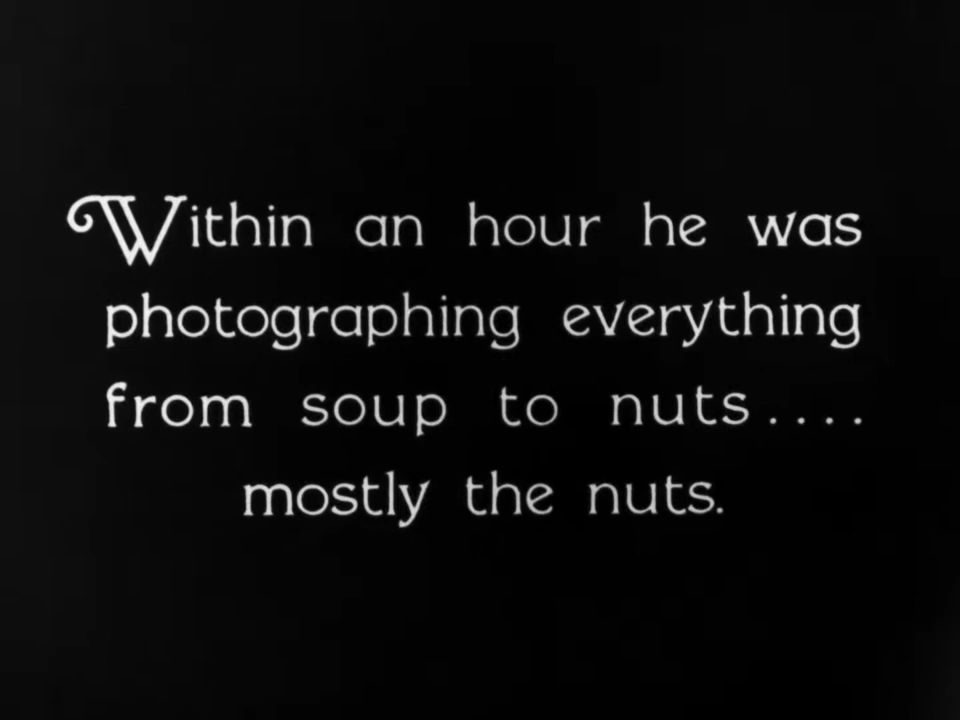 Within an hour he was
photographing everything
from soup to nuts....
mostly the nuts.